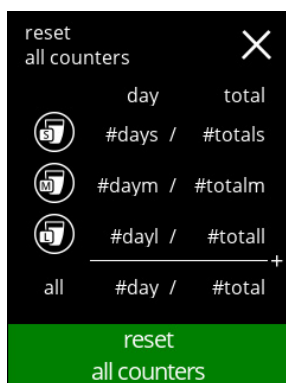 reset
all counters
day total
S #days / #totals
M #daym / #totalm
L #dayl / #totall
+
all #day / #total
reset
all counters